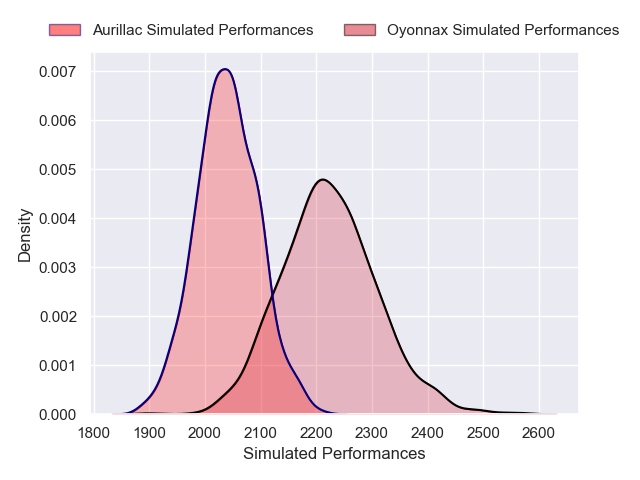 Aurillac Simulated Performances Oyonnax Simulated Performances
0.007
0.006
0.005
0.004
0.003
0.002
0.001
0.000
Density
1800 1900 2000 2100 2200 2300 2400 2500 2600
Simulated Performances